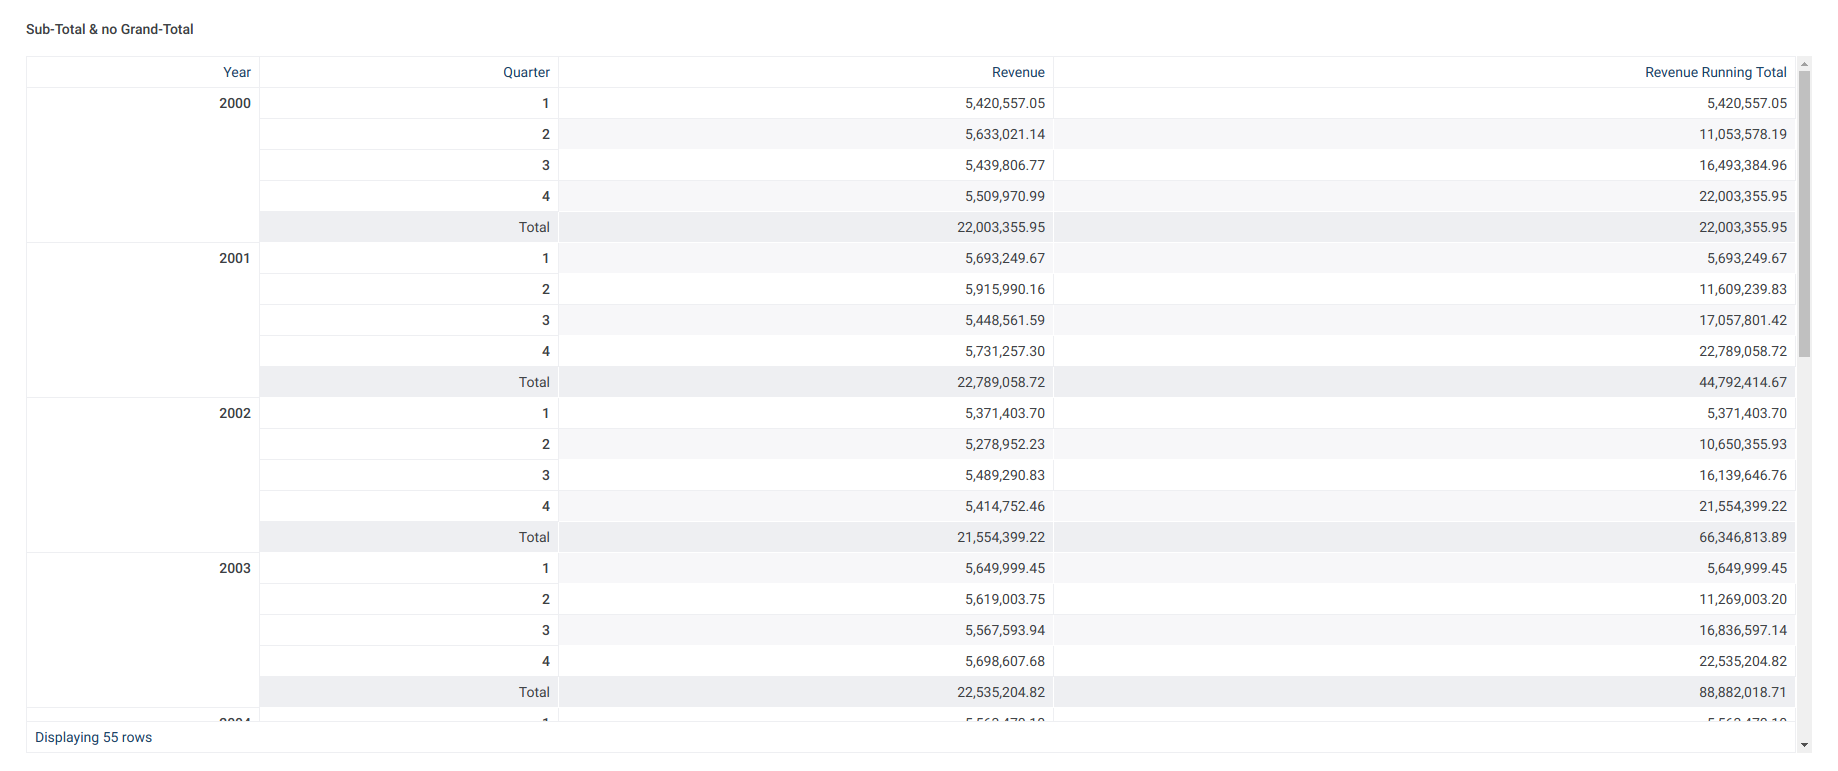 Sub-Total & no Grand-Total
Year Quarter Revenue Revenue Running Total
2000 1 5,420,557.05 5,420,557.05
2 5,633,021.14 11,053,578.19
3 5,439,806.77 16,493,384.96
4 5,509,970.99 22,003,355.95
Total 22,003,355.95 22,003,355.95
2001 1 5,693,249.67 5,693,249.67
2 5,915,990.16 11,609,239.83
3 5,448,561.59 17,057,801.42
4 5,731,257.30 22,789,058.72
Total 22,789,058.72 44,792,414.67
2002 1 5,371,403.70 5,371,403.70
2 5,278,952.23 10,650,355.93
3 5,489,290.83 16,139,646.76
4 5,414,752.46 21,554,399.22
Total 21,554,399.22 66,346,813.89
2003 1 5,649,999.45 5,649,999.45
2 5,619,003.75 11,269,003.20
3 5,567,593.94 16,836,597.14
4 5,698,607.68 22,535,204.82
Total 22,535,204.82 88,882,018.71
Displaying 55 rows